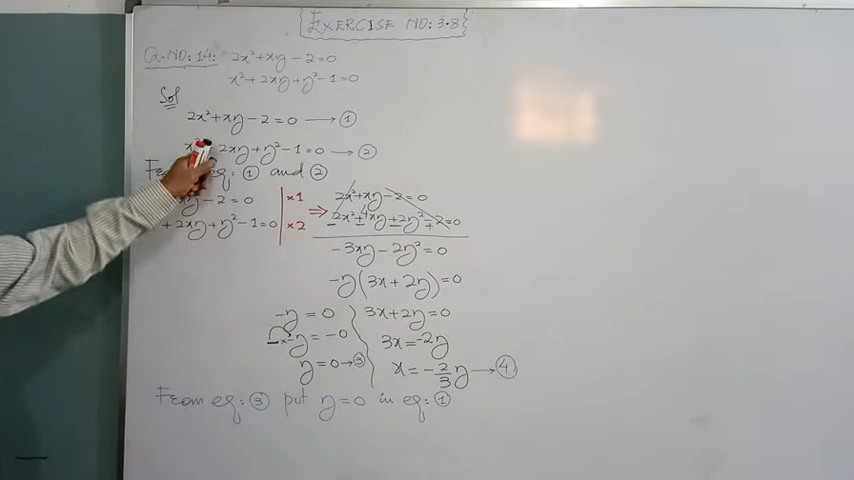 EXERCISE NO: 3.8
Q.NO: 14: 2x²+xy-2=0
x²+2xy+y²-1=0
Sol
2x²+xy-2=0 → ①
2xy+y²-1=0 → ②
From eq: ① and ②
-2=0 | x1 ⇒ 2x²+xy-2=0
+2xy+y²-1=0 | x2 2x²+4xy+2y²-2=0
- - - +
-3xy-2y²=0
-y(3x+2y)=0
-y=0 3x+2y=0
-x-y=-0 3x=-2y
y=0→③ x=-2/3y → ④
From eq: ③ put y=0 in eq: ①